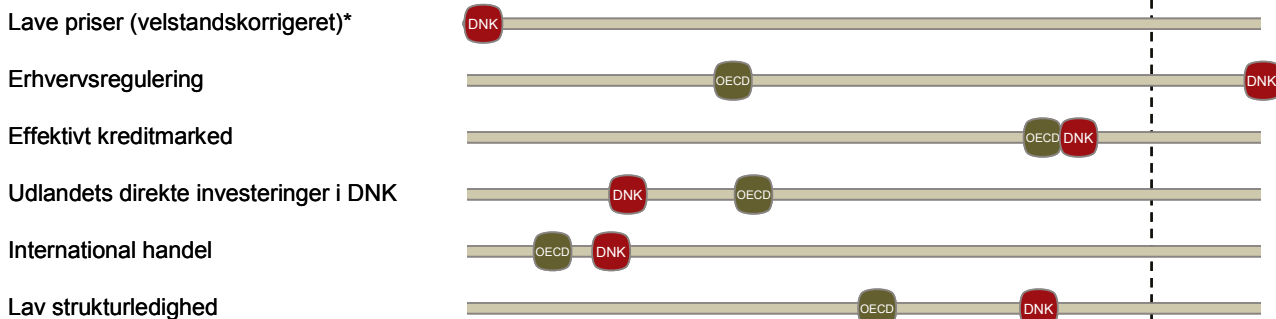 Lave priser (velstandskorrigeret)* DNK
Erhvervsregulering OECD DNK
Effektivt kreditmarked OECD DNK
Udlandets direkte investeringer i DNK DNK OECD
International handel OECD DNK
Lav strukturledighed OECD DNK